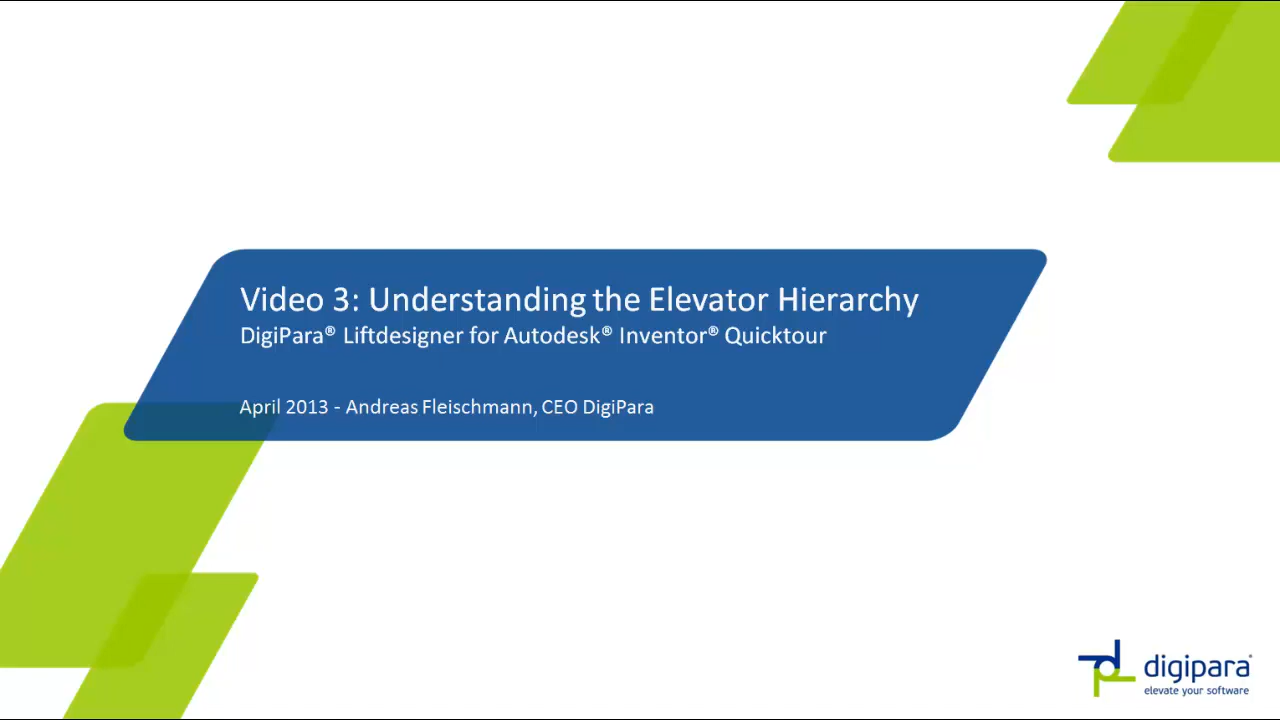 Video 3: Understanding the Elevator Hierarchy
DigiPara® Liftdesigner for Autodesk® Inventor® Quicktour
April 2013 - Andreas Fleischmann, CEO DigiPara
digipara®
elevate your software